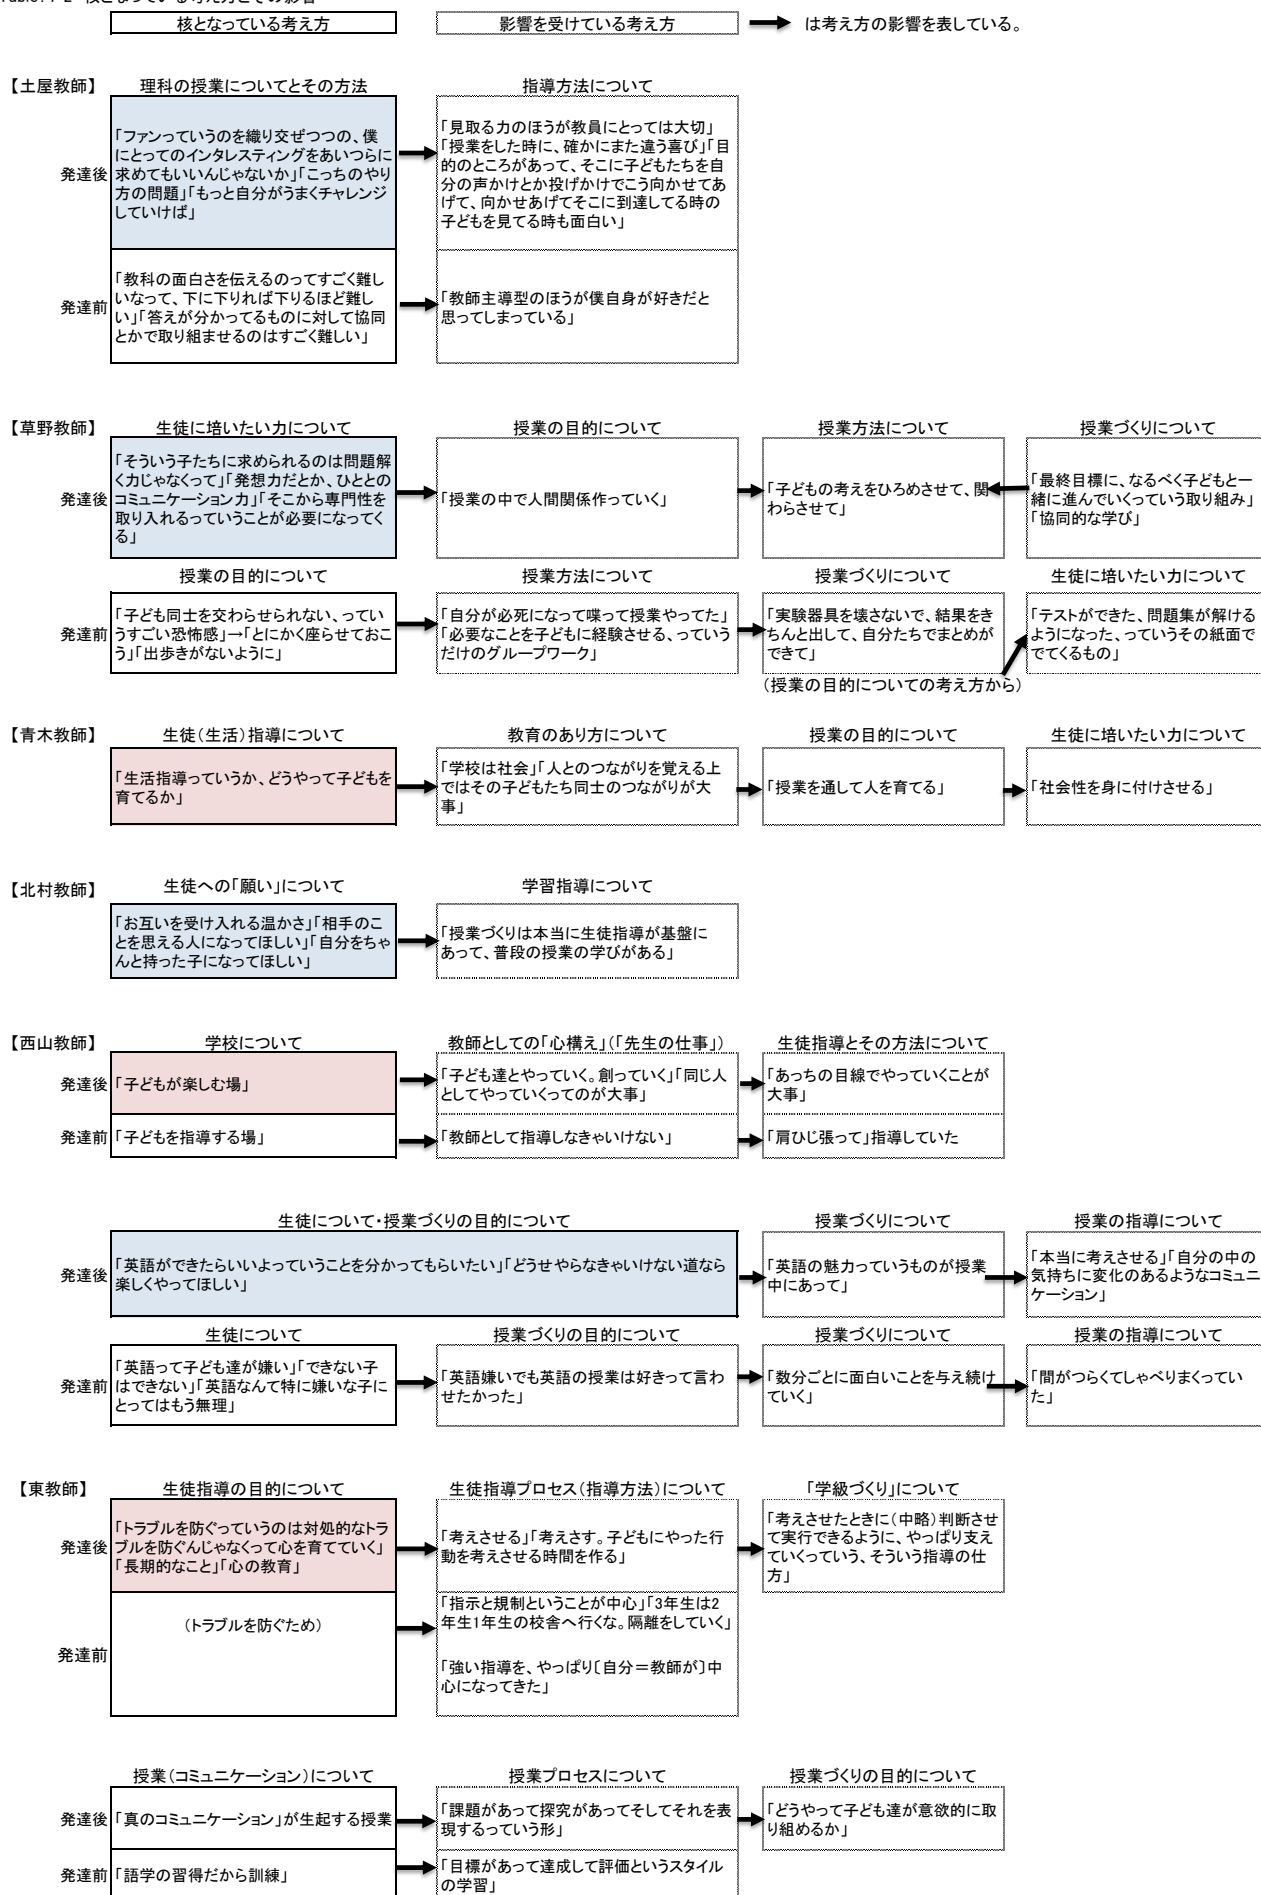 核となっている考え方
影響を受けている考え方
は考え方の影響を表している。
【土屋教師】
理科の授業についてとその方法
指導方法について
発達後
「ファンっていうのを織り交ぜつつの、僕
にとってのインタレスティングをあいつらに
求めてもいいんじゃないか」「こっちのやり
方の問題」「もっと自分がうまくチャレンジ
していけば」
「見取る力のほうが教員にとっては大切」
「授業をした時に、確かにまた違う喜び」「目
的のところがあって、そこに子どもたちを自
分の声かけとか投げかけでこう向かせてあ
げて、向かせあげてそこに到達してる時の
子どもを見てる時も面白い」
発達前
「教科の面白さを伝えるのってすごく難し
いなって、下に下りれば下りるほど難し
い」「答えが分かってるものに対して協同
とかで取り組ませるのはすごく難しい」
「教師主導型のほうが僕自身が好きだと
思ってしまっている」
【草野教師】
生徒に培いたい力について
授業の目的について
授業方法について
授業づくりについて
発達後
「そういう子たちに求められるのは問題解
く力じゃなくって」「発想力だとか、ひととの
コミュニケーション力」「そこから専門性を
取り入れるっていうことが必要になってく
る」
「授業の中で人間関係作っていく」
「子どもの考えをひろめさせて、関
わらさせて」
「最終目標に、なるべく子どもと一
緒に進んでいくっていう取り組み」
「協同的な学び」
授業の目的について
授業方法について
授業づくりについて
生徒に培いたい力について
発達前
「子ども同士を交わらせられない、ってい
うすごい恐怖感」→「とにかく座らせておこ
う」「出歩きがないように」
「自分が必死になって喋って授業やってた」
「必要なことを子どもに経験させる、っていう
だけのグループワーク」
「実験器具を壊さないで、結果をき
ちんと出して、自分たちでまとめが
できて」
「テストができた、問題集が解ける
ようになった、っていうその紙面で
でてくるもの」
（授業の目的についての考え方から）
【青木教師】
生徒（生活）指導について
教育のあり方について
授業の目的について
生徒に培いたい力について
「生活指導っていうか、どうやって子どもを
育てるか」
「学校は社会」「人とのつながりを覚える上
ではその子どもたち同士のつながりが大
事」
「授業を通して人を育てる」
「社会性を身に付けさせる」
【北村教師】
生徒への「願い」について
学習指導について
「お互いを受け入れる温かさ」「相手のこ
とを思える人になってほしい」「自分をちゃ
んと持った子になってほしい」
「授業づくりは本当に生徒指導が基盤に
あって、普段の授業の学びがある」
【西山教師】
学校について
教師としての「心構え」（「先生の仕事」）
生徒指導とその方法について
発達後
「子どもが楽しむ場」
「子ども達とやっていく。創っていく」「同じ人
としてやっていくってのが大事」
「あっちの目線でやっていくことが
大事」
発達前
「子どもを指導する場」
「教師として指導しなきゃいけない」
「肩ひじ張って」指導していた
生徒について・授業づくりの目的について
授業づくりについて
授業の指導について
発達後
「英語ができたらいいよっていうことを分かってもらいたい」「どうせやらなきゃいけない道なら
楽しくやってほしい」
「英語の魅力っていうものが授業
中にあって」
「本当に考えさせる」「自分の中の
気持ちに変化のあるようなコミュニ
ケーション」
生徒について
授業づくりの目的について
授業づくりについて
授業の指導について
発達前
「英語って子ども達が嫌い」「できない子
はできない」「英語なんて特に嫌いな子に
とってはもう無理」
「英語嫌いでも英語の授業は好きって言わ
せたかった」
「数分ごとに面白いことを与え続け
ていく」
「間がつらくてしゃべりまくってい
た」
【東教師】
生徒指導の目的について
生徒指導プロセス（指導方法）について
「学級づくり」について
発達後
「トラブルを防ぐっていうのは対処的なトラ
ブルを防ぐんじゃなくって心を育てていく」
「長期的なこと」「心の教育」
「考えさせる」「考えさす。子どもにやった行
動を考えさせる時間を作る」
「考えさせたときに（中略）判断させ
て実行できるように、やっぱり支え
ていくっていう、そういう指導の仕
方」
発達前
（トラブルを防ぐため）
「指示と規制ということが中心」「3年生は2
年生1年生の校舎へ行くな。隔離をしていく」
「強い指導を、やっぱり〔自分＝教師が〕中
心になってきた」
授業（コミュニケーション）について
授業プロセスについて
授業づくりの目的について
発達後
「真のコミュニケーション」が生起する授業
「課題があって探究があってそしてそれを表
現するっていう形」
「どうやって子ども達が意欲的に取
り組めるか」
発達前
「語学の習得だから訓練」
「目標があって達成して評価というスタイル
の学習」